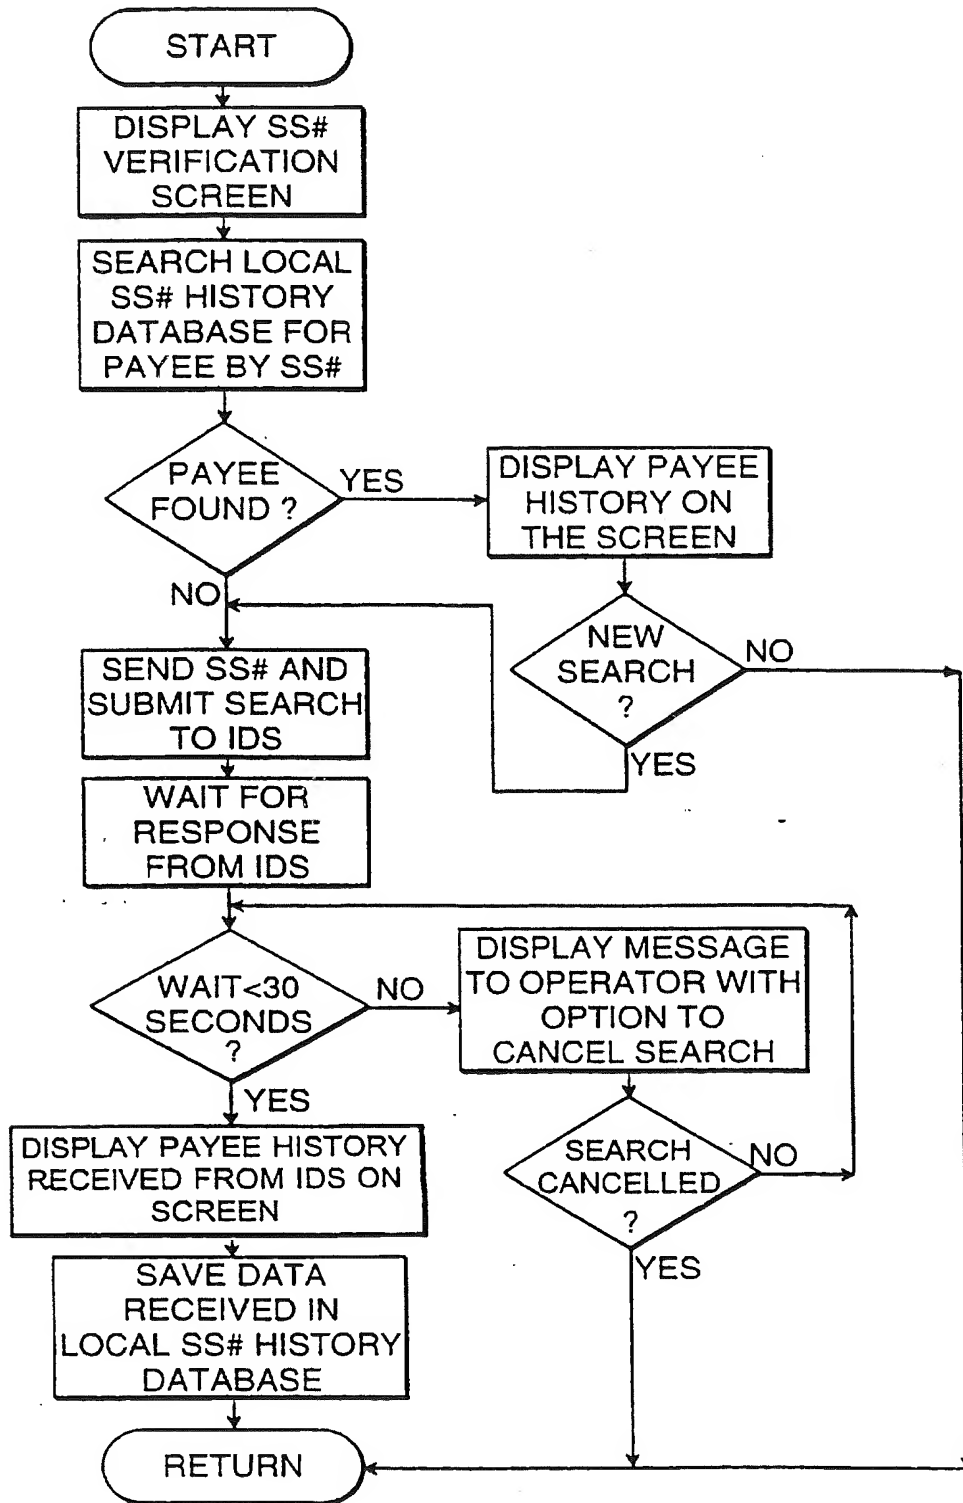 START
DISPLAY SS#
VERIFICATION
SCREEN
SEARCH LOCAL
SS# HISTORY
DATABASE FOR
PAYEE BY SS#
PAYEE
FOUND ?
YES
DISPLAY PAYEE
HISTORY ON
THE SCREEN
NO
NEW
SEARCH
?
NO
YES
SEND SS# AND
SUBMIT SEARCH
TO IDS
WAIT FOR
RESPONSE
FROM IDS
WAIT<30
SECONDS
?
NO
DISPLAY MESSAGE
TO OPERATOR WITH
OPTION TO
CANCEL SEARCH
YES
SEARCH
CANCELLED
?
NO
YES
DISPLAY PAYEE HISTORY
RECEIVED FROM IDS ON
SCREEN
SAVE DATA
RECEIVED IN
LOCAL SS# HISTORY
DATABASE
RETURN